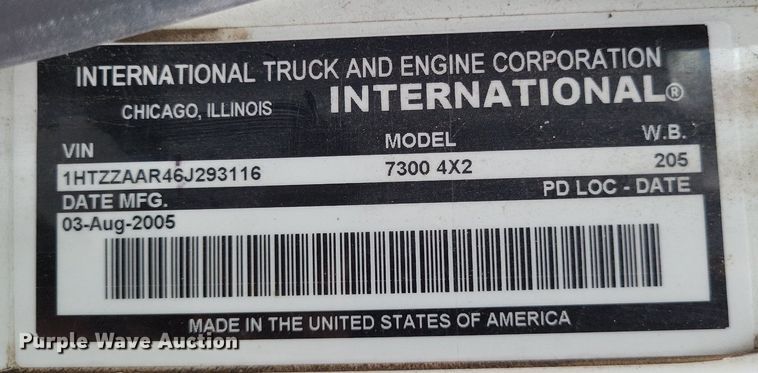 INTERNATIONAL TRUCK AND ENGINE CORPORATION
CHICAGO, ILLINOIS INTERNATIONAL®
VIN MODEL W.B.
1HTZZAAR46J293116 7300 4X2 205
DATE MFG. PD LOC - DATE
03-Aug-2005
MADE IN THE UNITED STATES OF AMERICA
Purple Wave Auction